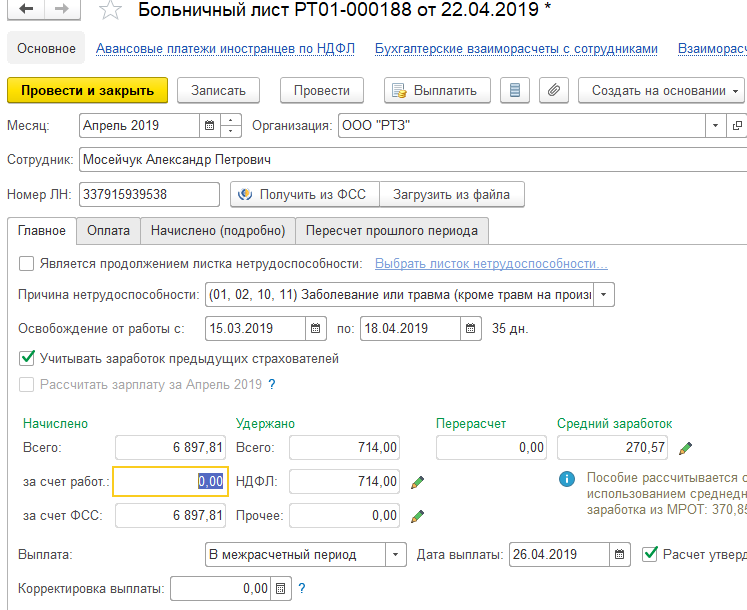 Больничный лист РТ01-000188 от 22.04.2019 *
Основное Авансовые платежи иностранцев по НДФЛ Бухгалтерские взаиморасчеты с сотрудниками
Провести и закрыть Записать Провести Выплатить Создать на основании
Месяц: Апрель 2019 Организация: ООО "РТЗ"
Сотрудник: Мосейчук Александр Петрович
Номер ЛН: 337915939538 Получить из ФСС Загрузить из файла
Главное Оплата Начислено (подробно) Пересчет прошлого периода
Является продолжением листка нетрудоспособности: Выбрать листок нетрудоспособности...
Причина нетрудоспособности: (01, 02, 10, 11) Заболевание или травма (кроме травм на
Освобождение от работы с: 15.03.2019 по: 18.04.2019 35 дн.
Учитывать заработок предыдущих страхователей
Рассчитать зарплату за Апрель 2019 ?
Начислено Удержано Перерасчет Средний заработок
Всего: 6 897,81 Всего: 714,00 0,00 270,57
за счет работ.: 0,00 НДФЛ: 714,00 Пособие рассчитывается
за счет ФСС: 6 897,81 Прочее: 0,00 использованием
заработка из МРОТ:
Выплата: В межрасчетный период Дата выплаты: 26.04.2019 Расчет
Корректировка выплаты: 0,00 ?